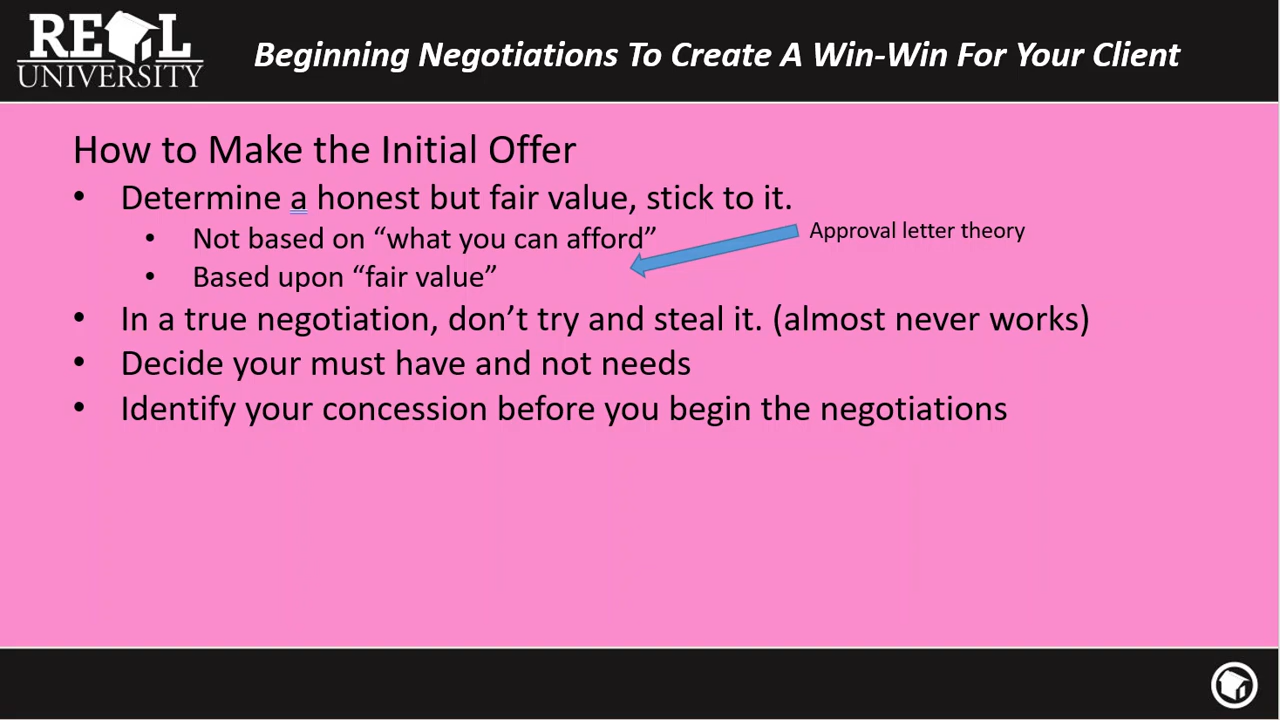 REAL
UNIVERSITY
Beginning Negotiations To Create A Win-Win For Your Client
How to Make the Initial Offer
• Determine a honest but fair value, stick to it.
• Not based on “what you can afford”
Approval letter theory
• Based upon “fair value”
• In a true negotiation, don’t try and steal it. (almost never works)
• Decide your must have and not needs
• Identify your concession before you begin the negotiations